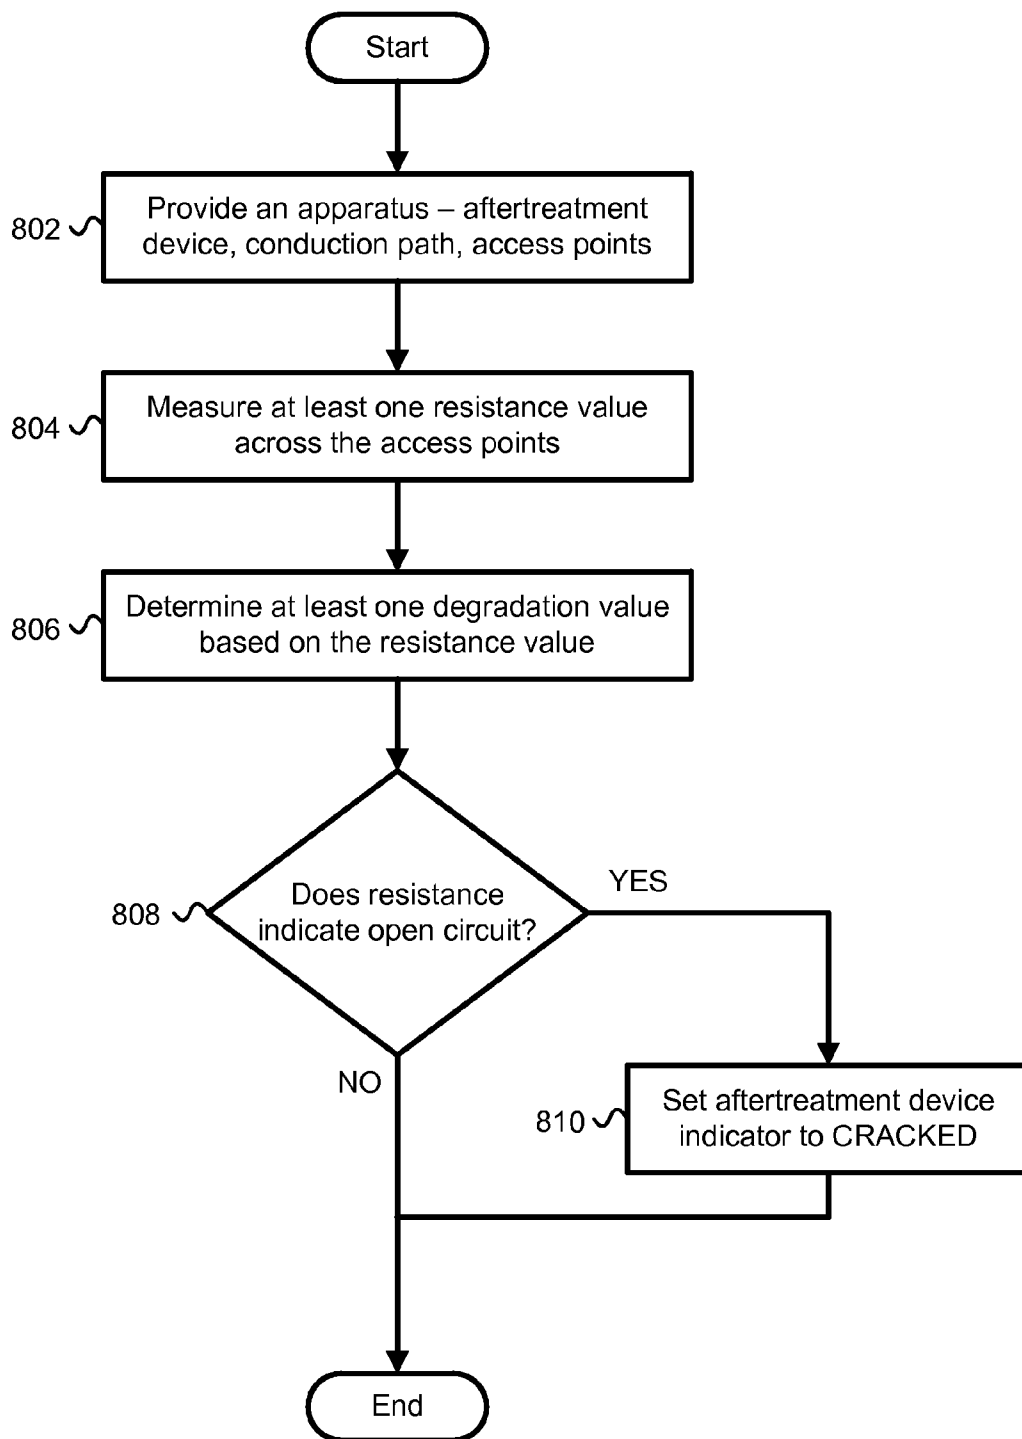 Start
802
Provide an apparatus – aftertreatment
device, conduction path, access points
804
Measure at least one resistance value
across the access points
806
Determine at least one degradation value
based on the resistance value
808
Does resistance
indicate open circuit?
YES
NO
810
Set aftertreatment device
indicator to CRACKED
End